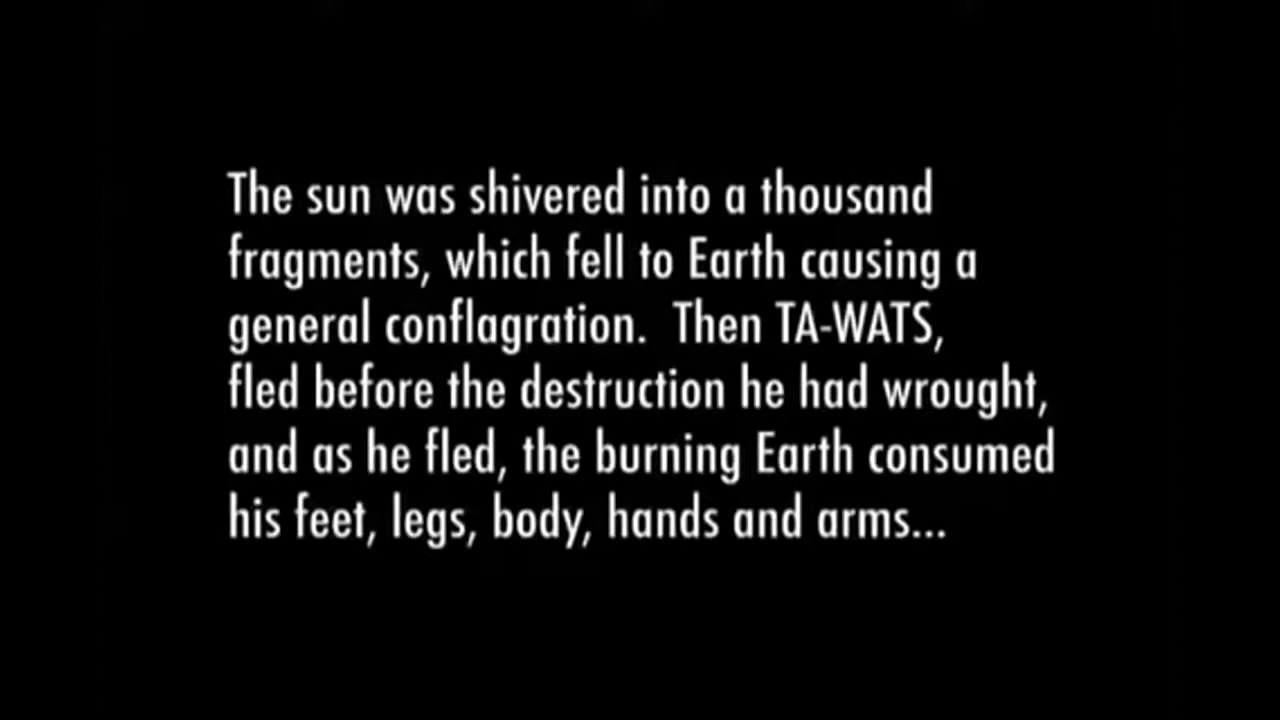 The sun was shivered into a thousand
fragments, which fell to Earth causing a
general conflagration.  Then TA-WATS,
fled before the destruction he had wrought,
and as he fled, the burning Earth consumed
his feet, legs, body, hands and arms...